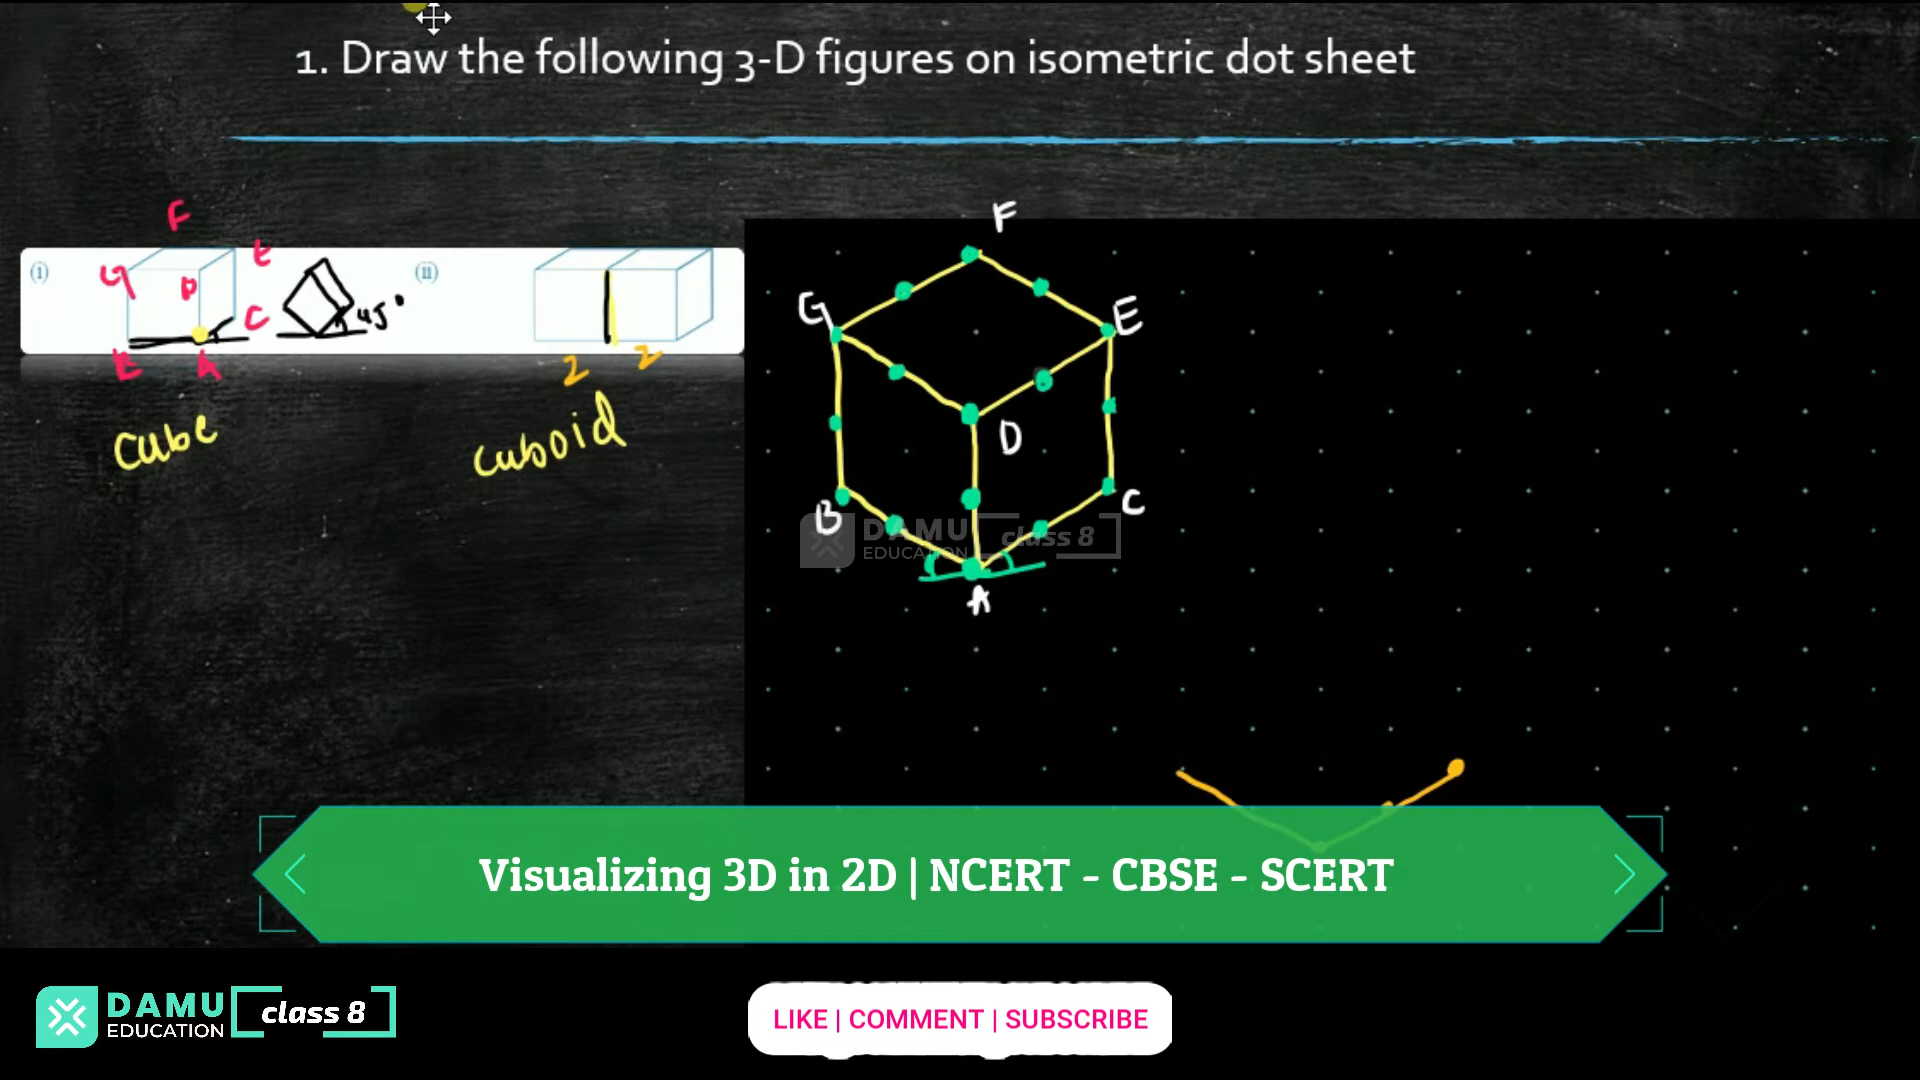 1. Draw the following 3-D figures on isometric dot sheet
F
G
E
D
C
A
45°
(i)
(ii)
2 2
Cube
cuboid
F
G
E
D
B
C
A
DAMU
EDUCATION
class 8
Visualizing 3D in 2D | NCERT - CBSE - SCERT
DAMU
EDUCATION
class 8
LIKE | COMMENT | SUBSCRIBE